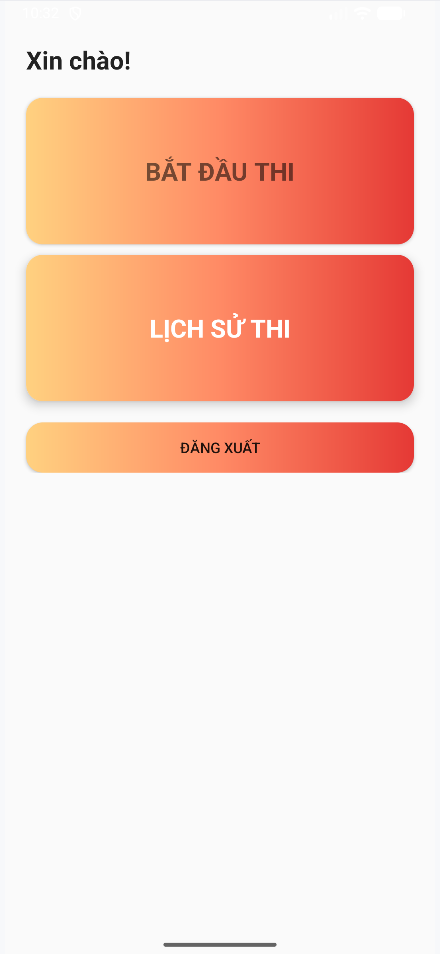 Xin chào!
BẮT ĐẦU THI
LỊCH SỬ THI
ĐĂNG XUẤT